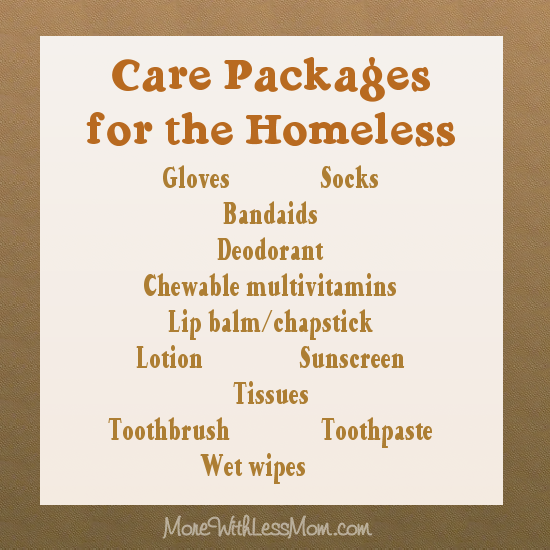 Care Packages
for the Homeless
Gloves Socks
Bandaids
Deodorant
Chewable multivitamins
Lip balm/chapstick
Lotion Sunscreen
Tissues
Toothbrush Toothpaste
Wet wipes
MoreWithLessMom.com